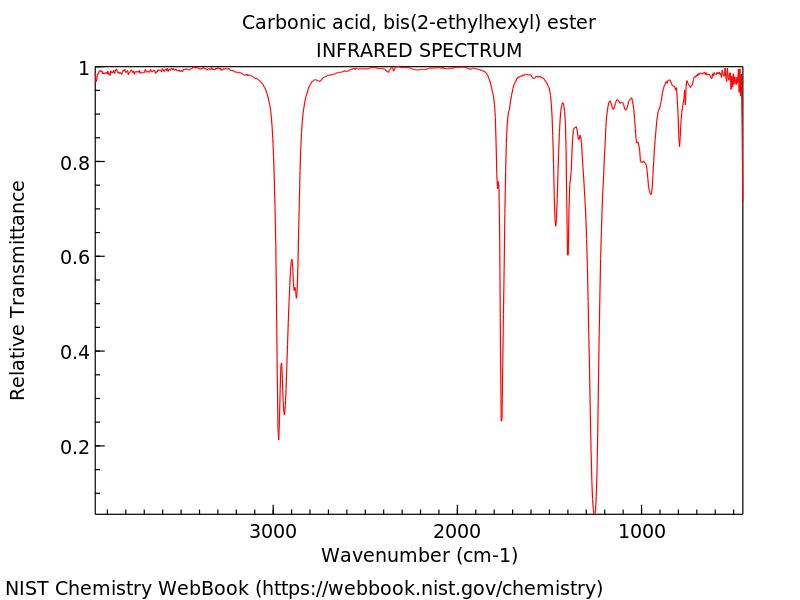 Carbonic acid, bis(2-ethylhexyl) ester
INFRARED SPECTRUM
1
0.8
0.6
0.4
0.2
Relative Transmittance
3000 2000 1000
Wavenumber (cm-1)
NIST Chemistry WebBook (https://webbook.nist.gov/chemistry)